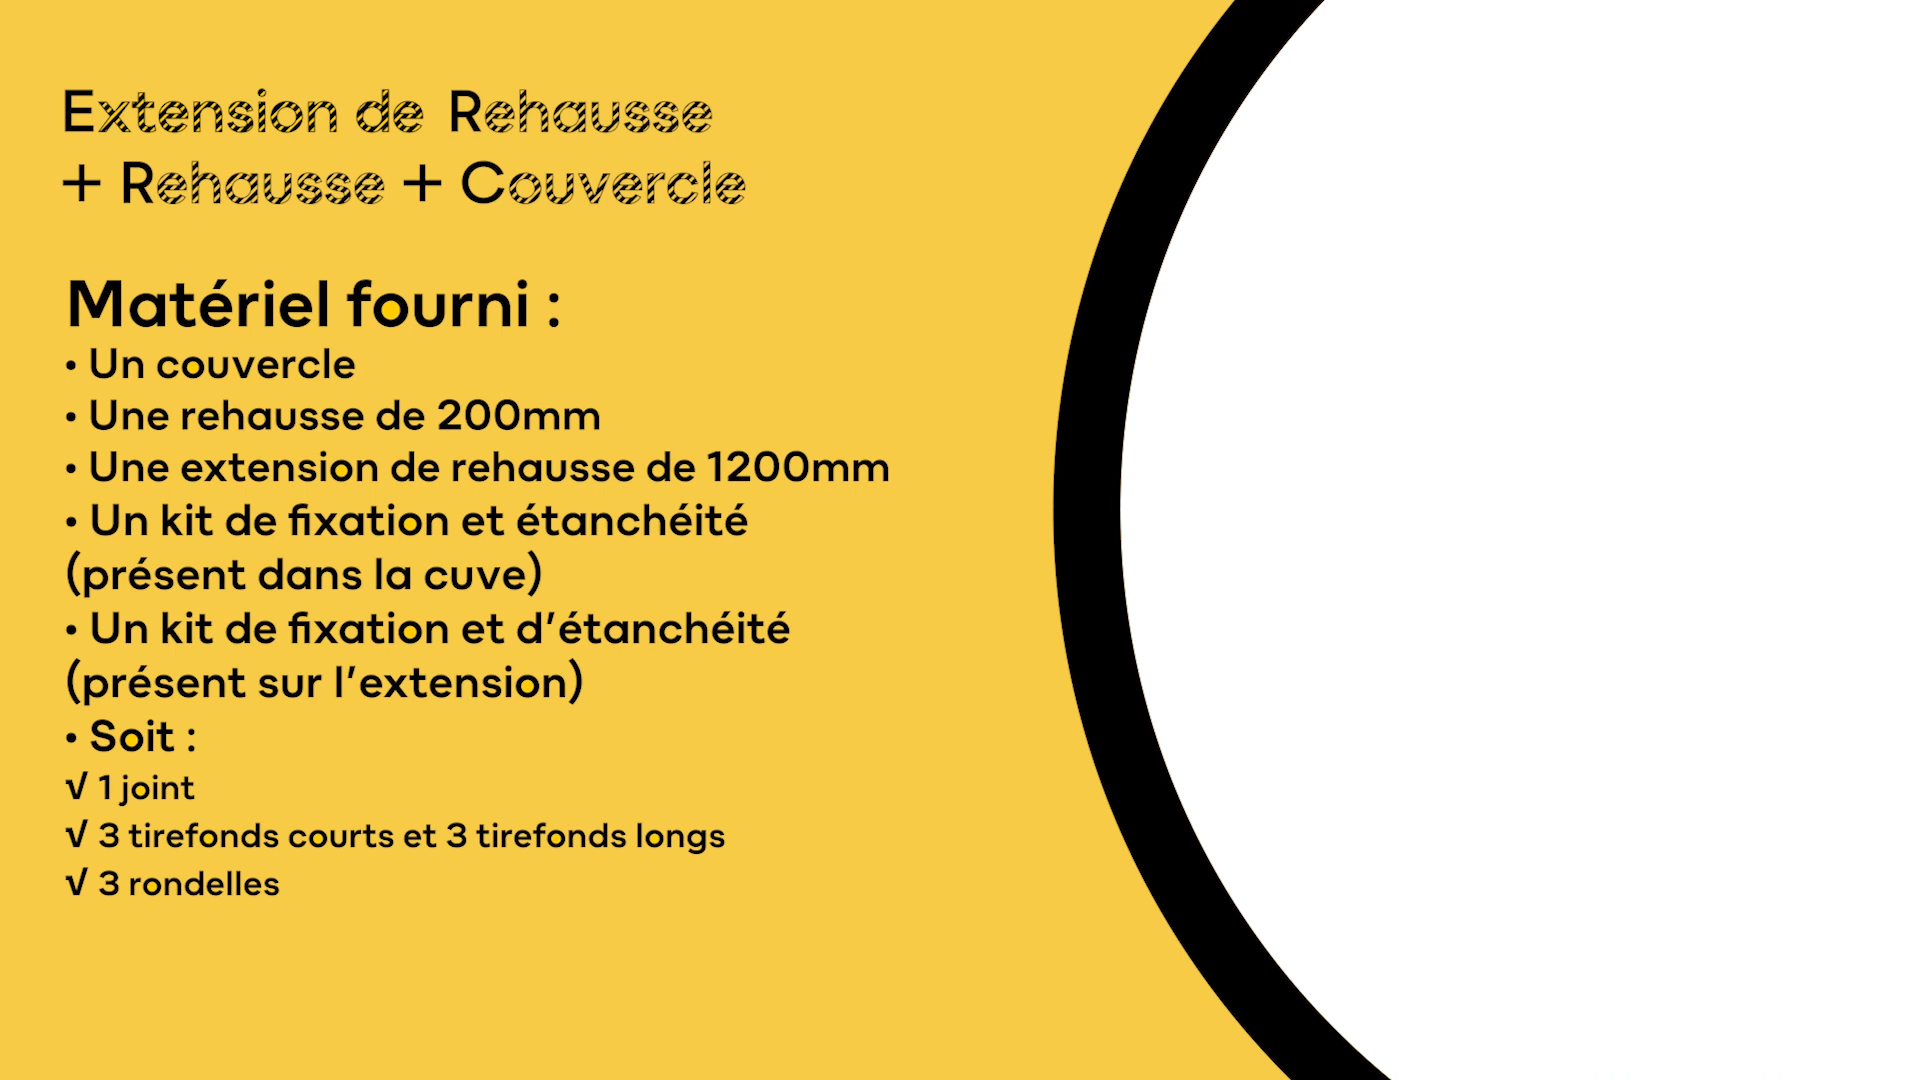 Extension de Rehausse
+ Rehausse + Couvercle
Matériel fourni :
• Un couvercle
• Une rehausse de 200mm
• Une extension de rehausse de 1200mm
• Un kit de fixation et étanchéité
(présent dans la cuve)
• Un kit de fixation et d’étanchéité
(présent sur l’extension)
• Soit :
√ 1 joint
√ 3 tirefonds courts et 3 tirefonds longs
√ 3 rondelles